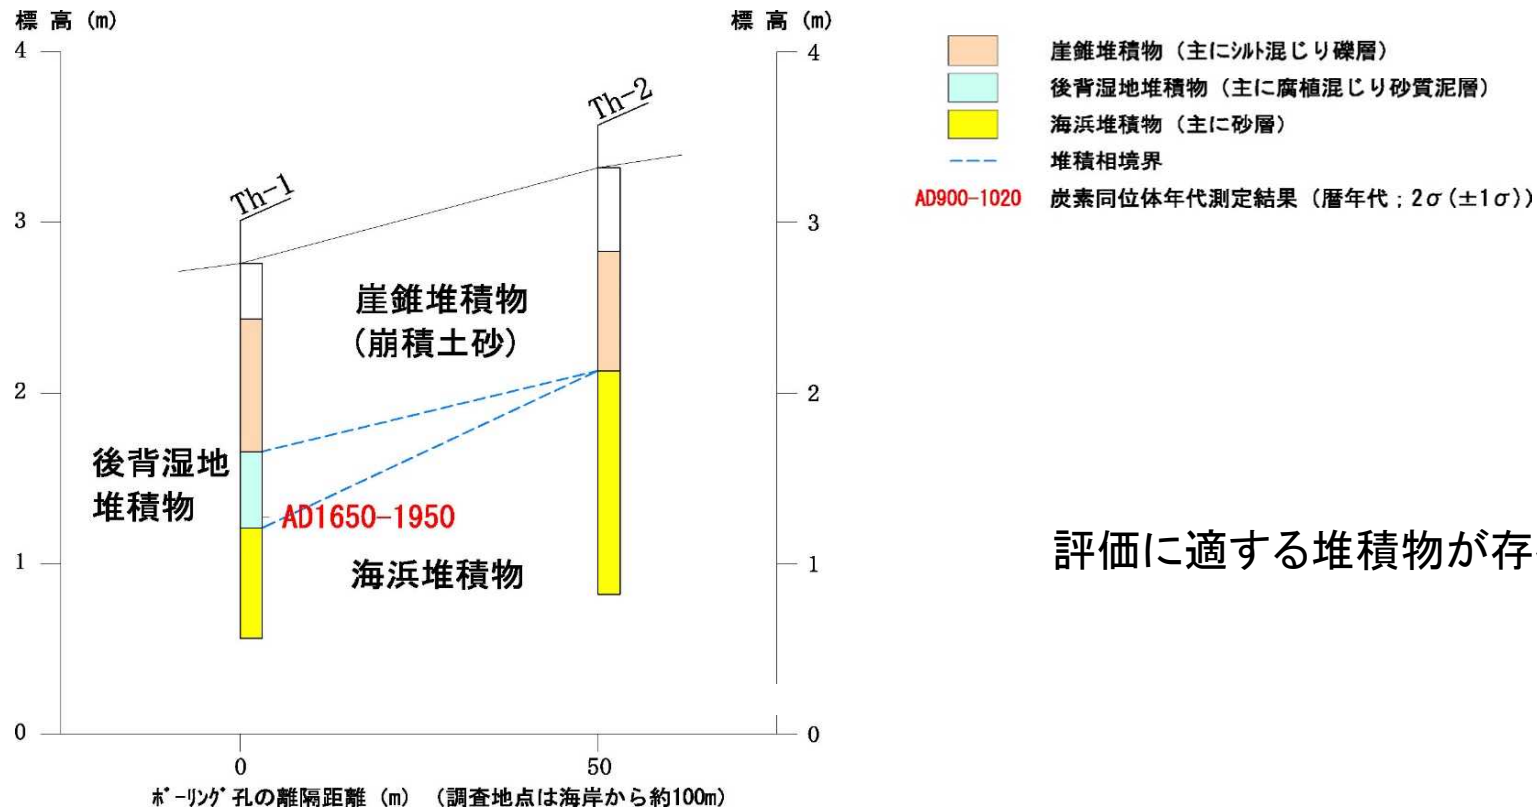 標 高 (m)
4
3
2
1
0
Th-1
Th-2
標 高 (m)
4
3
2
1
0
崖錐堆積物
(崩積土砂)
後背湿地
堆積物
AD1650-1950
海浜堆積物
0
50
ﾎﾞｰﾘﾝｸﾞ孔の離隔距離 (m) (調査地点は海岸から約100m)
崖錐堆積物 (主にｼﾙﾄ混じり礫層)
後背湿地堆積物 (主に腐植混じり砂質泥層)
海浜堆積物 (主に砂層)
堆積相境界
AD900-1020 炭素同位体年代測定結果 (暦年代 ; 2σ(±1σ))
評価に適する堆積物が存